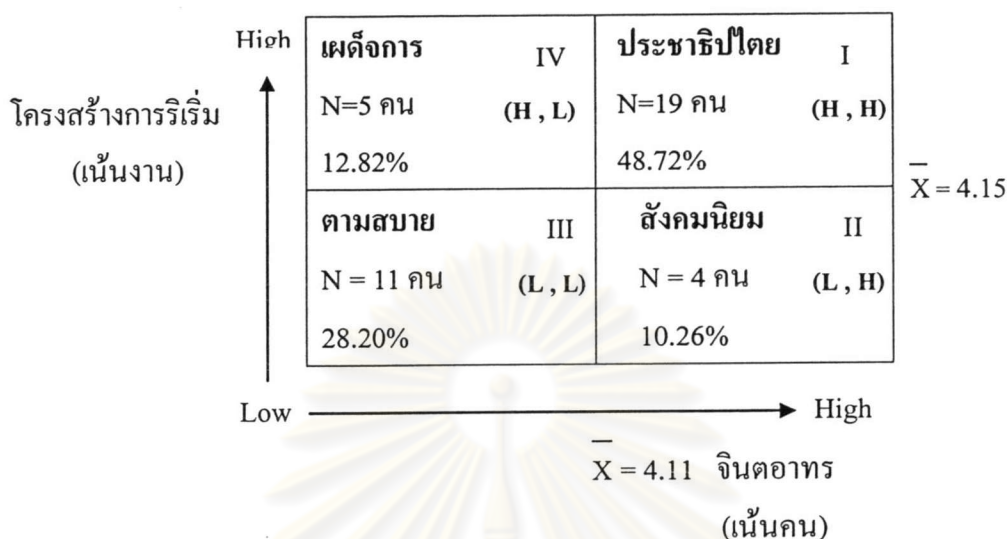 High
เผด็จการ IV
ประชาธิปไตย I
โครงสร้างการริเริ่ม
(เน้นงาน)
N=5 คน (H , L)
N=19 คน (H , H)
12.82%
48.72%
X = 4.15
ตามสบาย III
สังคมนิยม II
N = 11 คน (L , L)
N = 4 คน (L , H)
28.20%
10.26%
Low
High
X = 4.11 จินตอาทร
(เน้นคน)